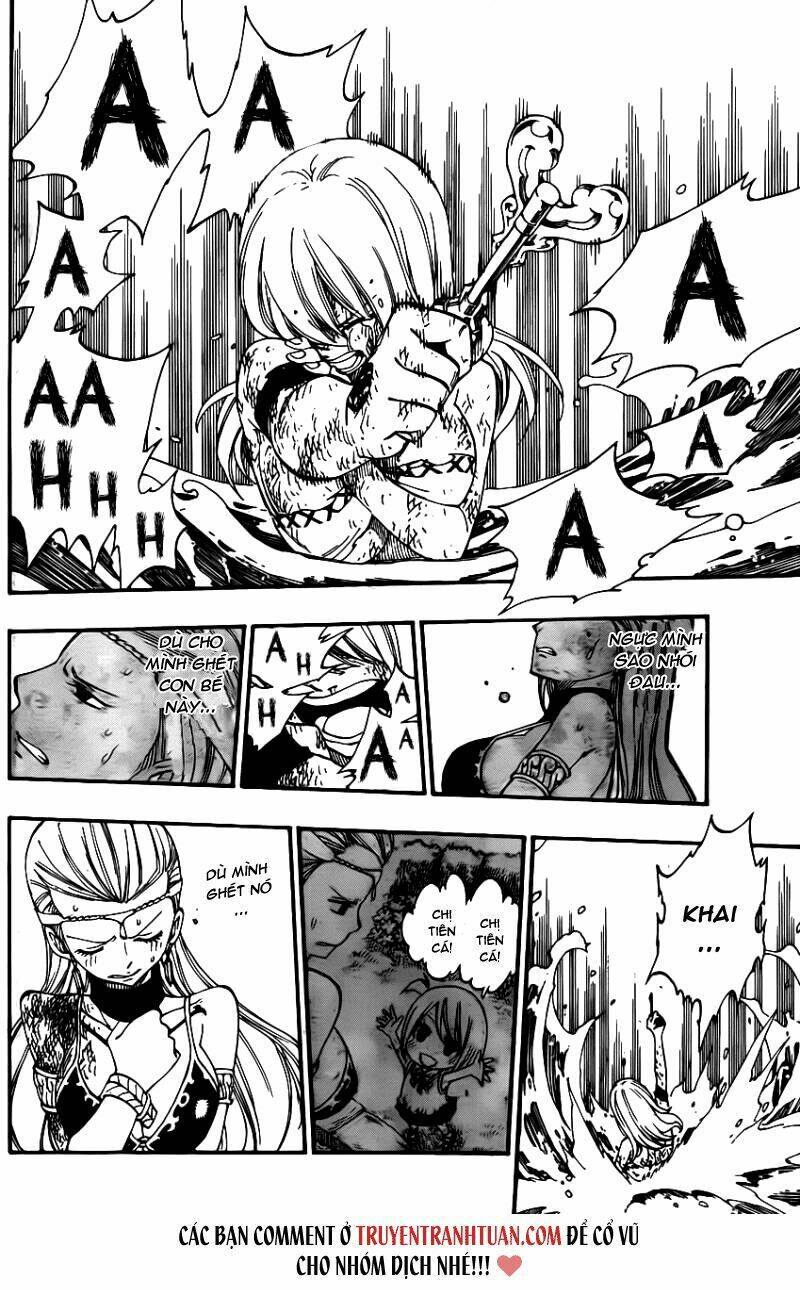 A
A
A
AA
H
H
H
A
A
A
DÙ CHO
MÌNH GHÉT
CON BÉ
NÀY...
A
H
H
A
A
A
NGỰC MÌNH
SAO NHÓI
ĐAU...
DÙ MÌNH
GHÉT NÓ
...
CHỊ
TIÊN
CÁ!
CHỊ
TIÊN
CÁ!
KHAI
...
CÁC BẠN COMMENT Ở TRUYENTRANHTUAN.COM ĐỂ CỔ VŨ
CHO NHÓM DỊCH NHÉ!!!